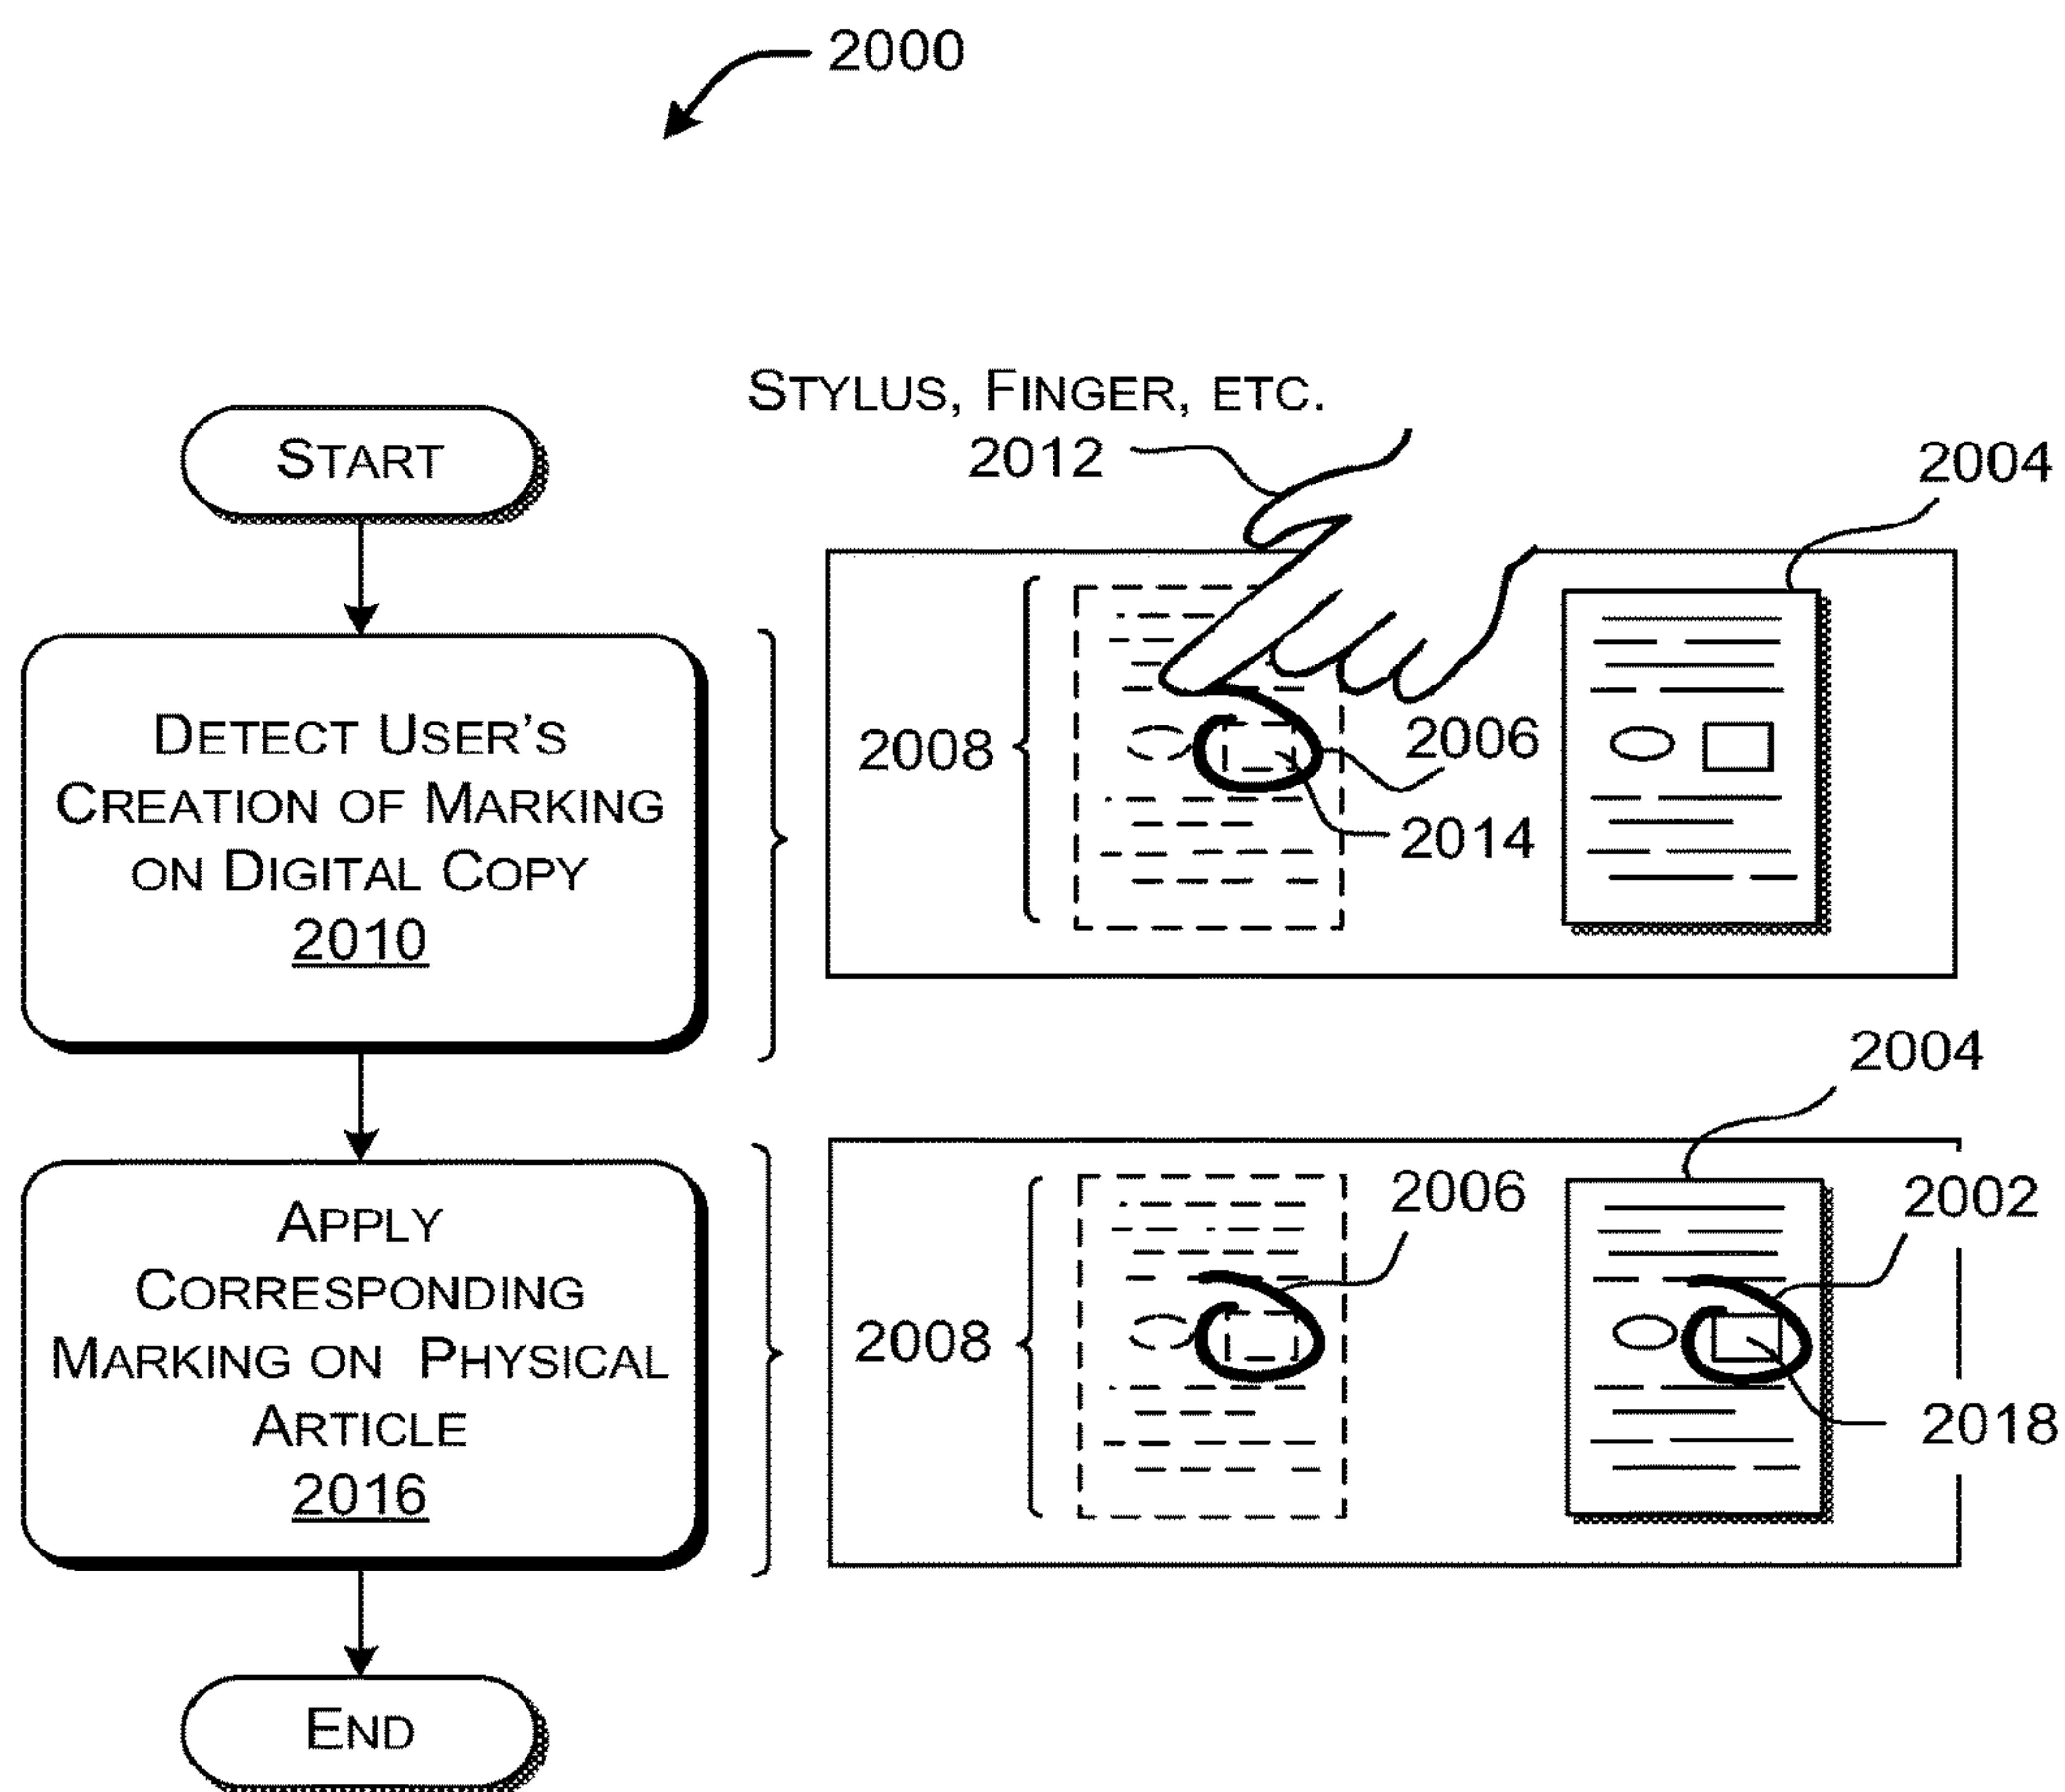 2000
START
STYLUS, FINGER, ETC.
2012
2004
DETECT USER'S
CREATION OF MARKING
ON DIGITAL COPY
2010
2008
2006
2014
2004
APPLY
CORRESPONDING
MARKING ON PHYSICAL
ARTICLE
2016
2008
2006
2002
2018
END